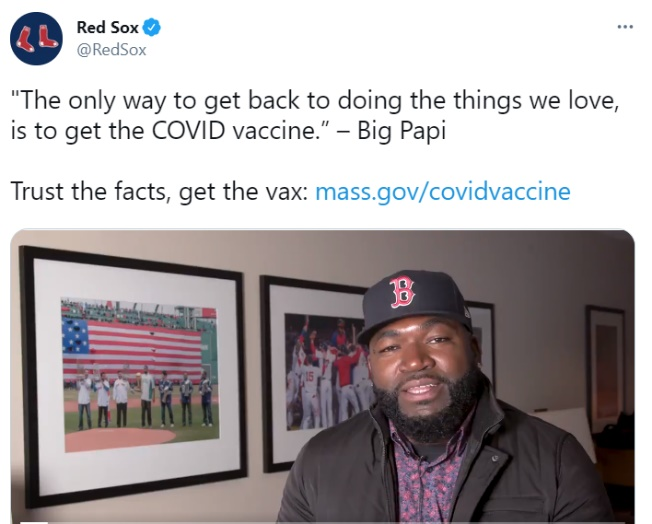 Red Sox
@RedSox
"The only way to get back to doing the things we love,
is to get the COVID vaccine.” – Big Papi
Trust the facts, get the vax: mass.gov/covidvaccine
B
15